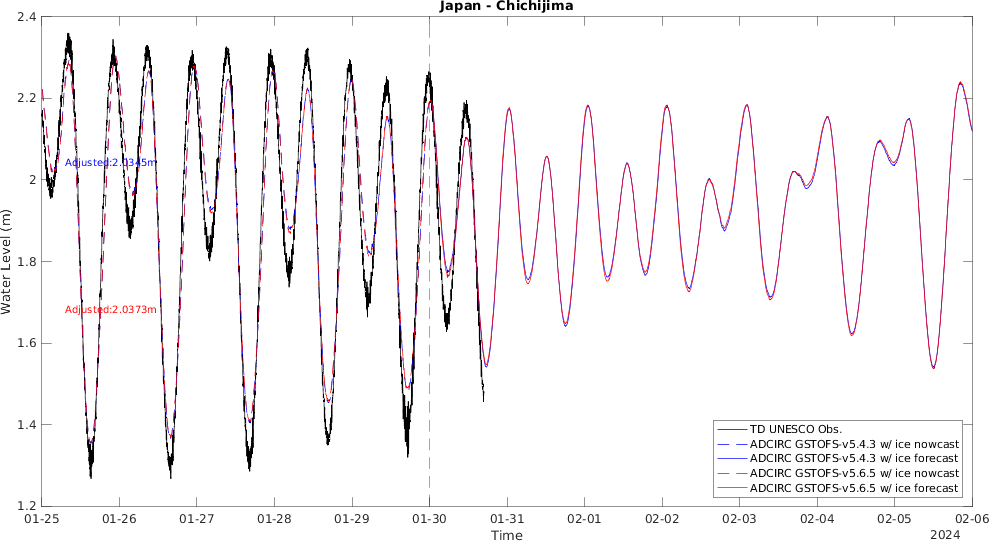 Japan - Chichijima
2.4
2.2
2
1.8
1.6
1.4
1.2
Water Level (m)
Adjusted:2.0345m
Adjusted:2.0373m
TD UNESCO Obs.
ADCIRC GSTOFS-v5.4.3 w/ ice nowcast
ADCIRC GSTOFS-v5.4.3 w/ ice forecast
ADCIRC GSTOFS-v5.6.5 w/ ice nowcast
ADCIRC GSTOFS-v5.6.5 w/ ice forecast
01-25 01-26 01-27 01-28 01-29 01-30 01-31 02-01 02-02 02-03 02-04 02-05 02-06
Time
2024